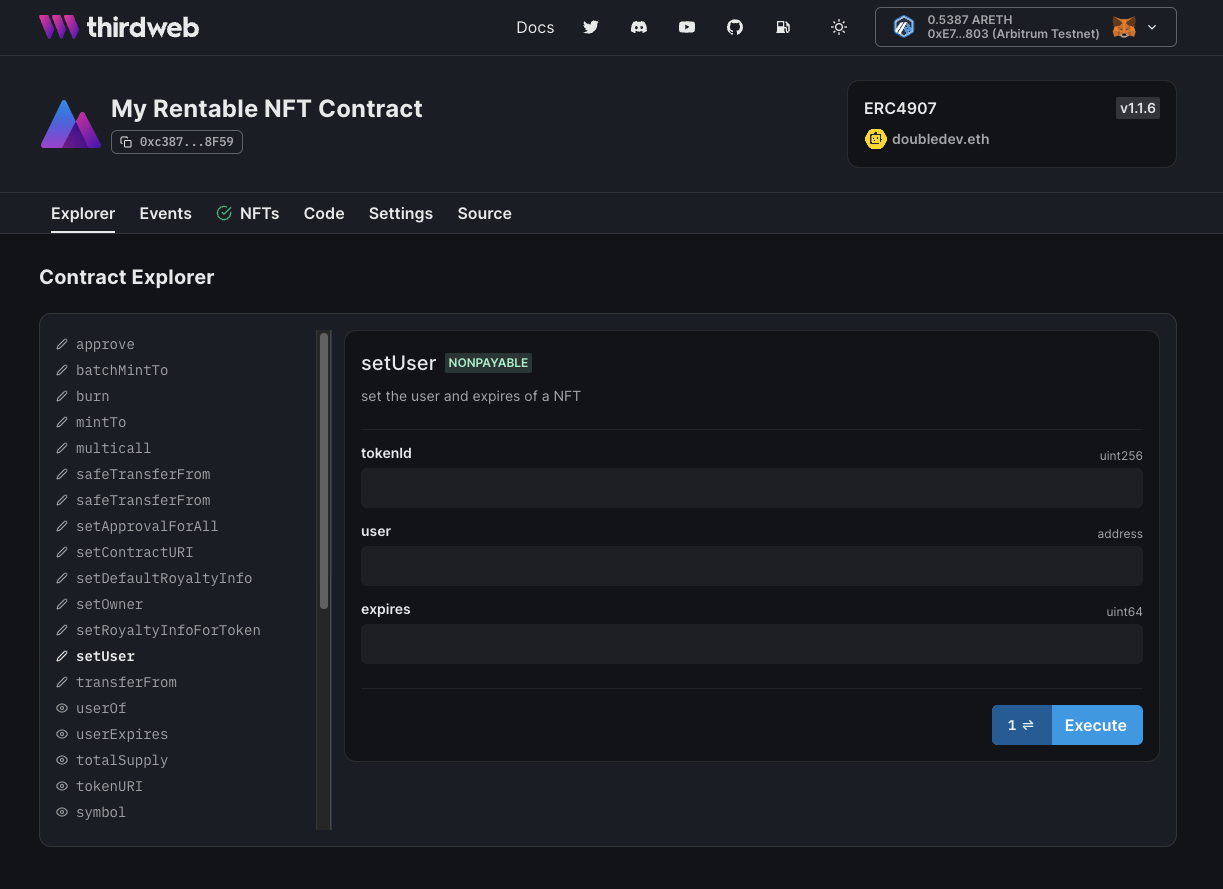 thirdweb
Docs
0.5387 ARETH
0xE7...803 (Arbitrum Testnet)
My Rentable NFT Contract
0xc387...8F59
ERC4907
v1.1.6
doubledev.eth
Explorer Events NFTs Code Settings Source
Contract Explorer
approve
batchMintTo
burn
mintTo
multicall
safeTransferFrom
safeTransferFrom
setApprovalForAll
setContractURI
setDefaultRoyaltyInfo
setOwner
setRoyaltyInfoForToken
setUser
transferFrom
userOf
userExpires
totalSupply
tokenURI
symbol
setUser NONPAYABLE
set the user and expires of a NFT
tokenId uint256
user address
expires uint64
1 ⇌ Execute